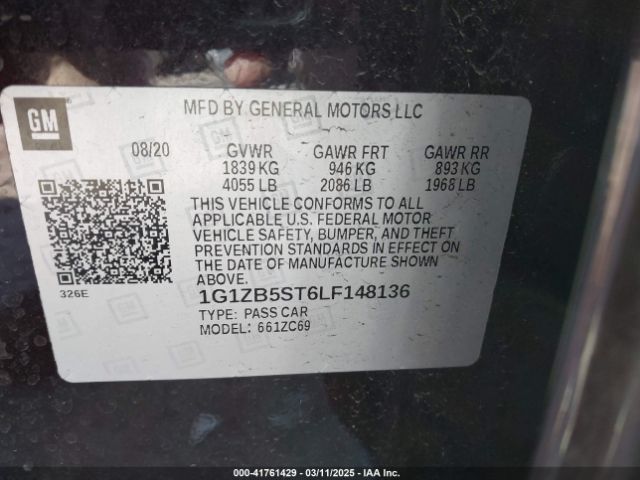 GM
MFD BY GENERAL MOTORS LLC
08/20 GVWR GAWR FRT GAWR RR
1839 KG 946 KG 893 KG
4055 LB 2086 LB 1968 LB
THIS VEHICLE CONFORMS TO ALL
APPLICABLE U.S. FEDERAL MOTOR
VEHICLE SAFETY, BUMPER, AND THEFT
PREVENTION STANDARDS IN EFFECT ON
THE DATE OF MANUFACTURE SHOWN
ABOVE.
326E
1G1ZB5ST6LF148136
TYPE: PASS CAR
MODEL: 661ZC69
000-41761429 - 03/11/2025 - IAA Inc.